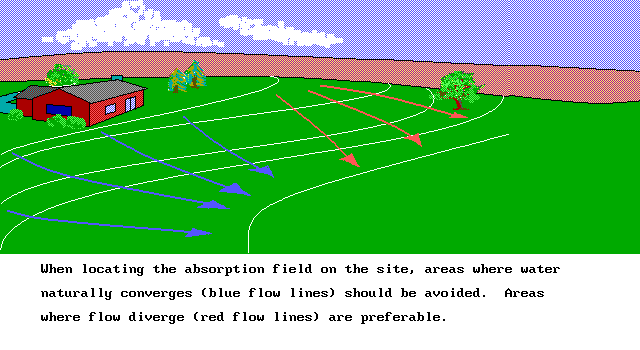 When locating the absorption field on the site, areas where water
naturally converges (blue flow lines) should be avoided.  Areas
where flow diverge (red flow lines) are preferable.